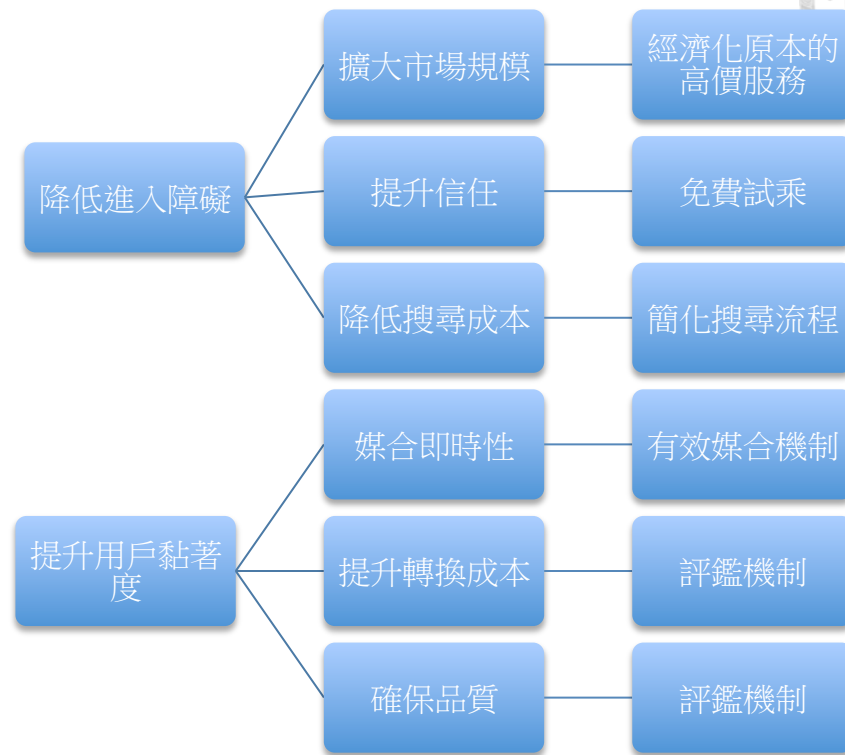 降低進入障礙
擴大市場規模
經濟化原本的
高價服務
提升信任
免費試乘
降低搜尋成本
簡化搜尋流程
提升用戶黏著
度
媒合即時性
有效媒合機制
提升轉換成本
評鑑機制
確保品質
評鑑機制